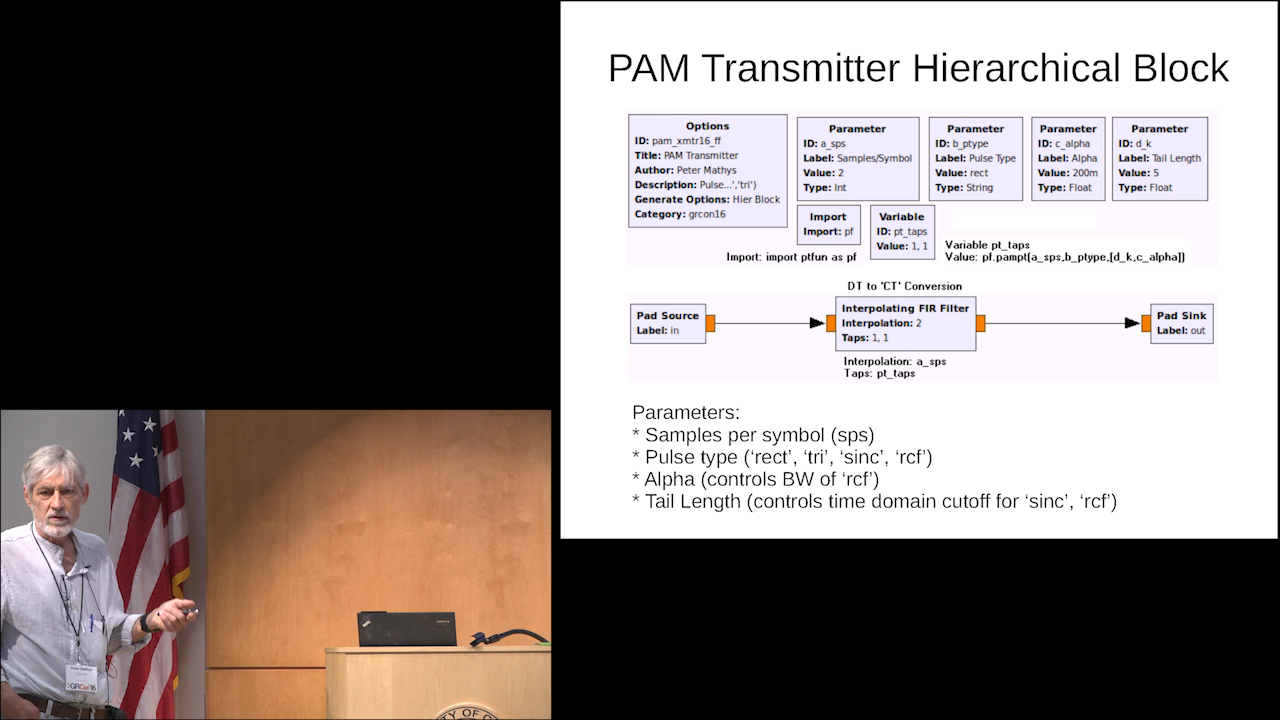 PAM Transmitter Hierarchical Block
Options
ID: pam_xmtr16_ff
Title: PAM Transmitter
Author: Peter Mathys
Description: Pulse...','tri')
Generate Options: Hier Block
Category: grcon16
Parameter
ID: a_sps
Label: Samples/Symbol
Value: 2
Type: Int
Parameter
ID: b_ptype
Label: Pulse Type
Value: rect
Type: String
Parameter
ID: c_alpha
Label: Alpha
Value: 200m
Type: Float
Parameter
ID: d_k
Label: Tail Length
Value: 5
Type: Float
Import
Import: pf
Variable
ID: pt_taps
Value: 1, 1
Import: import ptfun as pf
Variable pt_taps
Value: pf.pampt(a_sps,b_ptype,[d_k,c_alpha])
DT to 'CT' Conversion
Pad Source
Label: in
Interpolating FIR Filter
Interpolation: 2
Taps: 1, 1
Pad Sink
Label: out
Interpolation: a_sps
Taps: pt_taps
Parameters:
* Samples per symbol (sps)
* Pulse type (‘rect’, ‘tri’, ‘sinc’, ‘rcf’)
* Alpha (controls BW of ‘rcf’)
* Tail Length (controls time domain cutoff for ‘sinc’, ‘rcf’)
Peter Mathys
GRCon16